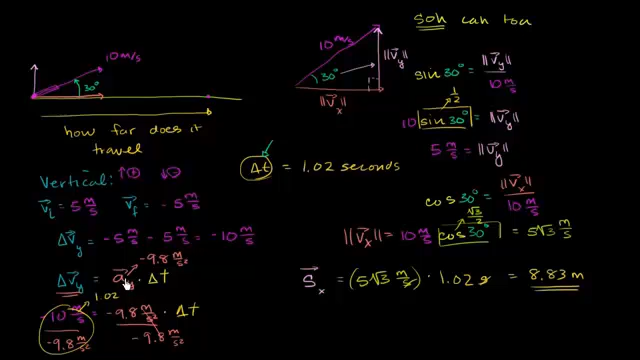 10 m/s
30°
how far does it
travel
Vertical: ↑⊕ ↓⊖
v⃗ᵢ = 5 m/s   v⃗f = -5 m/s
Δv⃗y = -5 m/s - 5 m/s = -10 m/s
-9.8 m/s²
Δv⃗y = a⃗y · Δt
1.02
-10 m/s = -9.8 m/s² · Δt
-9.8 m/s²   -9.8 m/s²
10 m/s
30°
||v⃗y||
||v⃗x||
Δt = 1.02 seconds
soh cah toa
sin 30° = ||v⃗y|| / 10 m/s
1/2
10 sin 30° = ||v⃗y||
5 m/s = ||v⃗y||
cos 30° = ||v⃗x|| / 10 m/s
√3/2
||v⃗x|| = 10 m/s cos 30° = 5√3 m/s
S⃗x = (5√3 m/s) · 1.02 s = 8.83 m